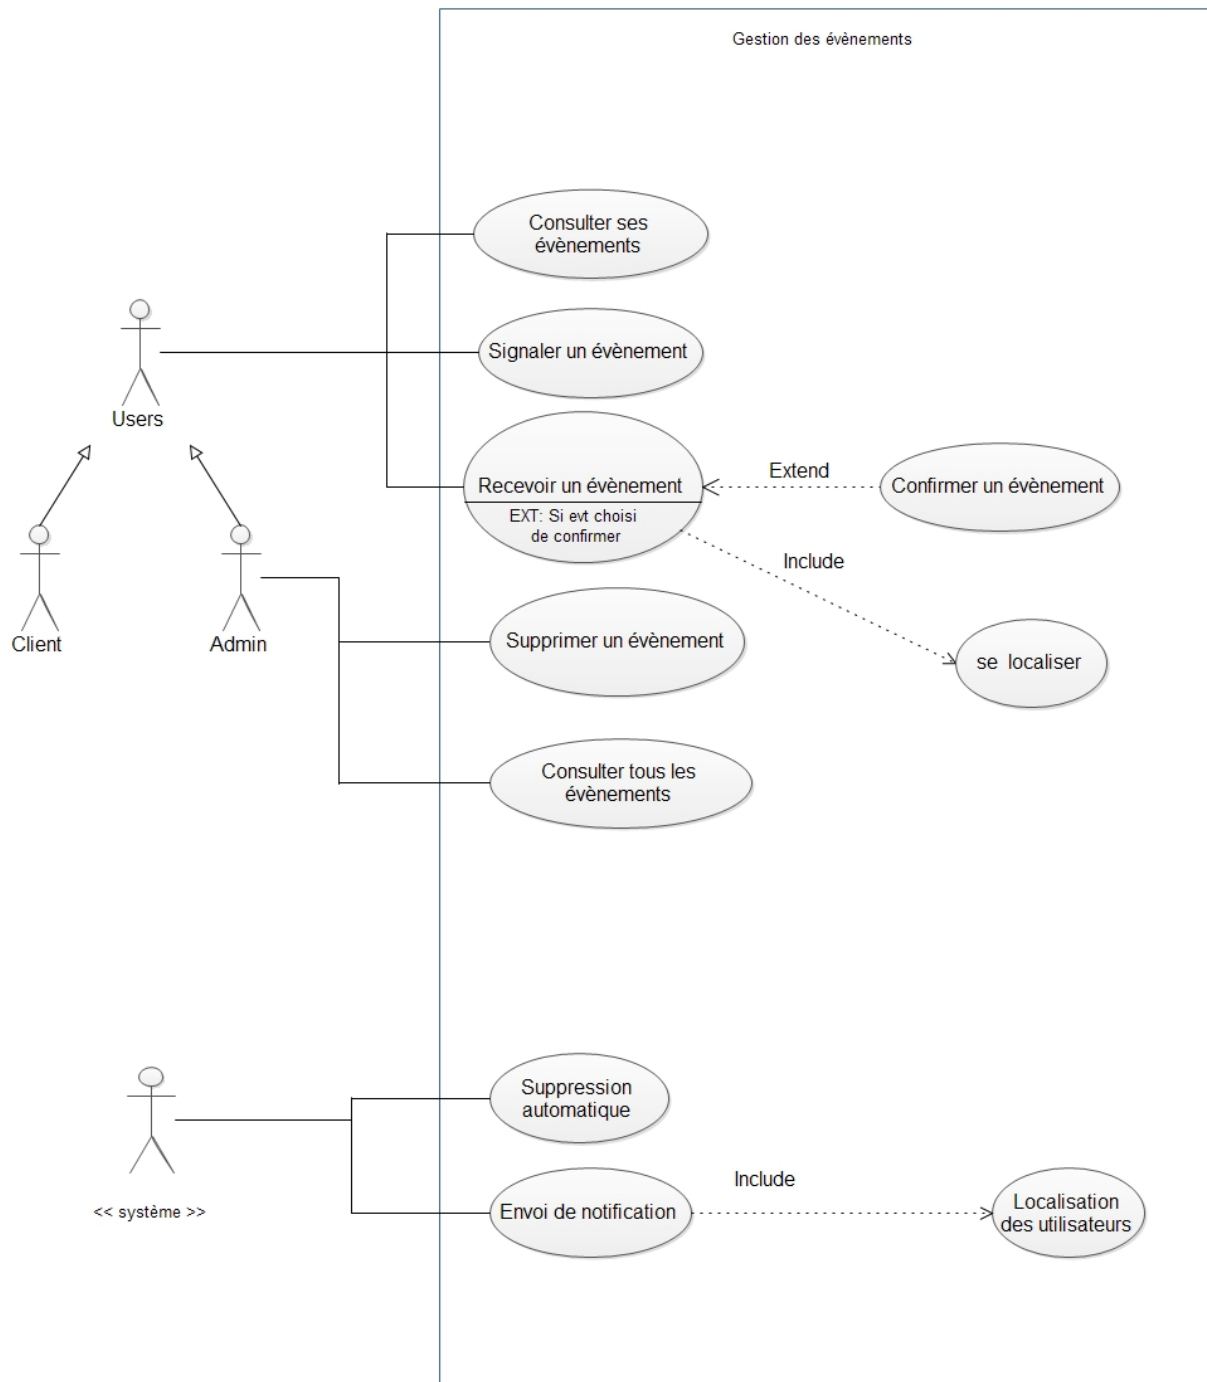 Gestion des évènements
Consulter ses
évènements
Signaler un évènement
Users
Recevoir un évènement
EXT: Si evt choisi
de confirmer
Extend
Confirmer un évènement
Include
Client
Admin
Supprimer un évènement
se localiser
Consulter tous les
évènements
Suppression
automatique
<< système >>
Envoi de notification
Include
Localisation
des utilisateurs